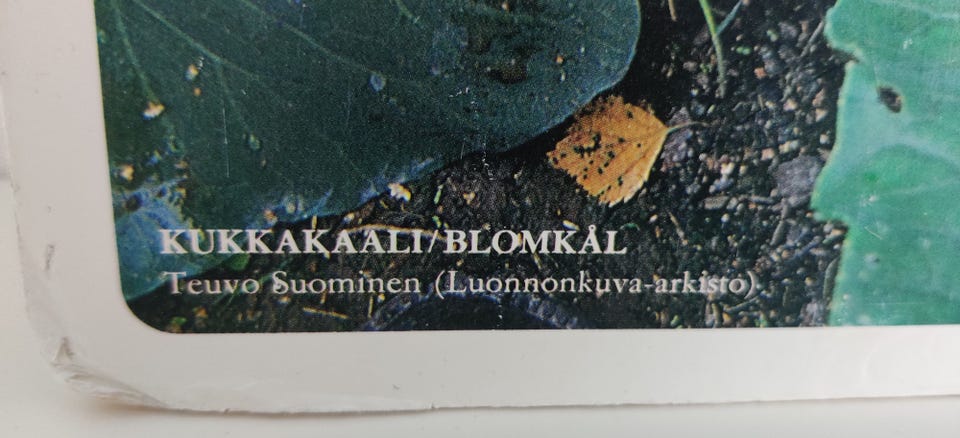 KUKKAKAALI/BLOMKÅL
Teuvo Suominen (Luonnonkuva-arkisto)